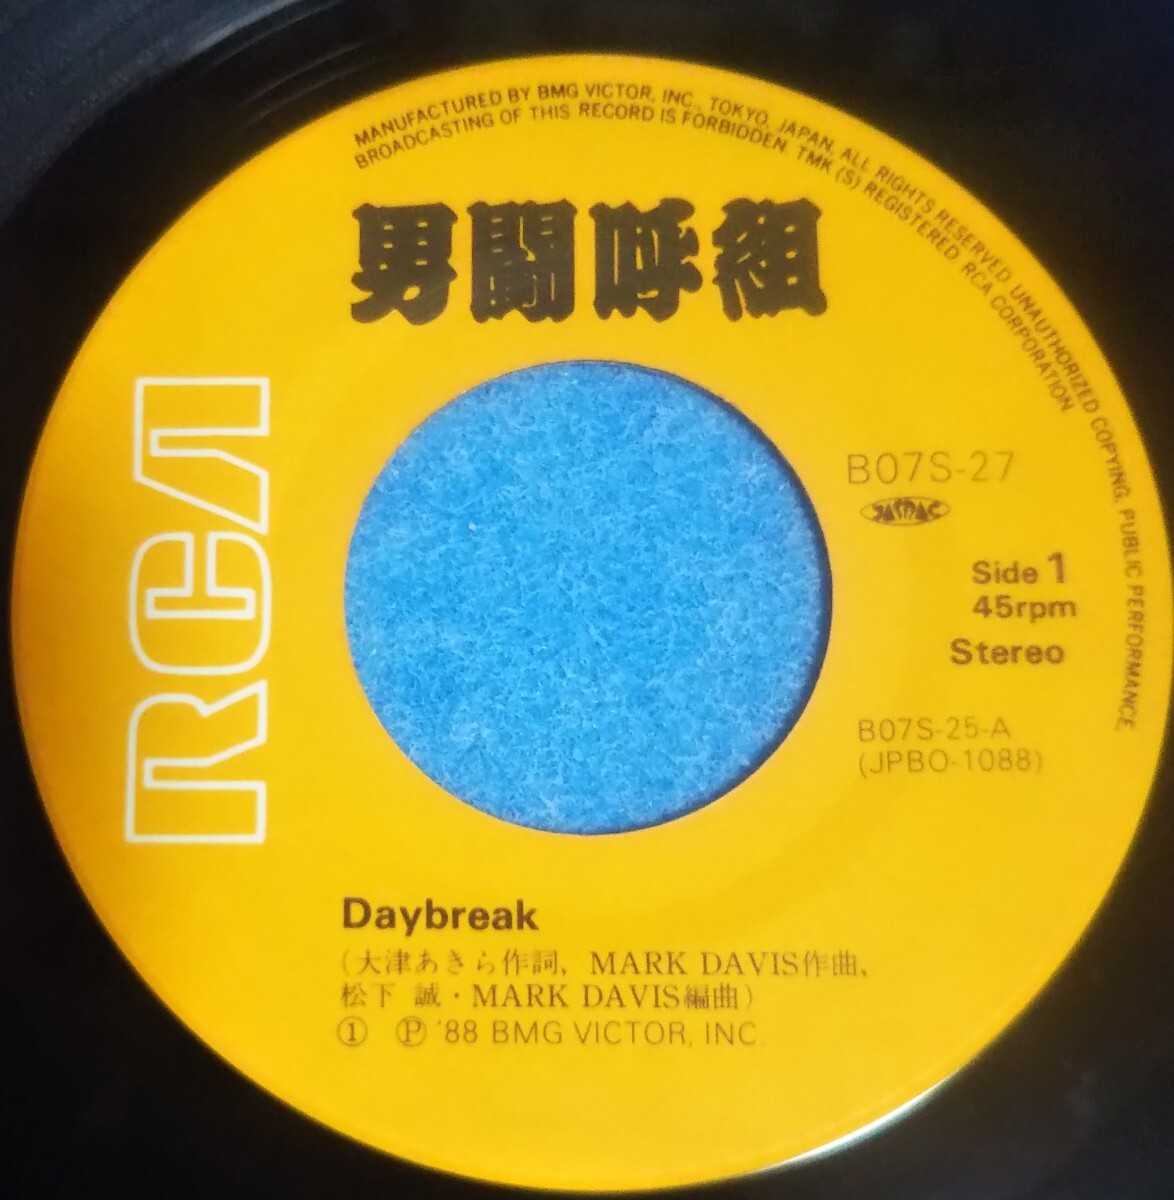 MANUFACTURED BY BMG VICTOR, INC., TOKYO, JAPAN. ALL RIGHTS RESERVED. UNAUTHORIZED COPYING, PUBLIC PERFORMANCE,
BROADCASTING OF THIS RECORD IS FORBIDDEN. TMK (S) REGISTERED RCA CORPORATION
男闘呼組
RCA
B07S-27
JASRAC
Side 1
45rpm
Stereo
B07S-25-A
(JPBO-1088)
Daybreak
(大津あきら作詞, MARK DAVIS作曲,
松下 誠・MARK DAVIS編曲)
① Ⓟ '88 BMG VICTOR, INC.